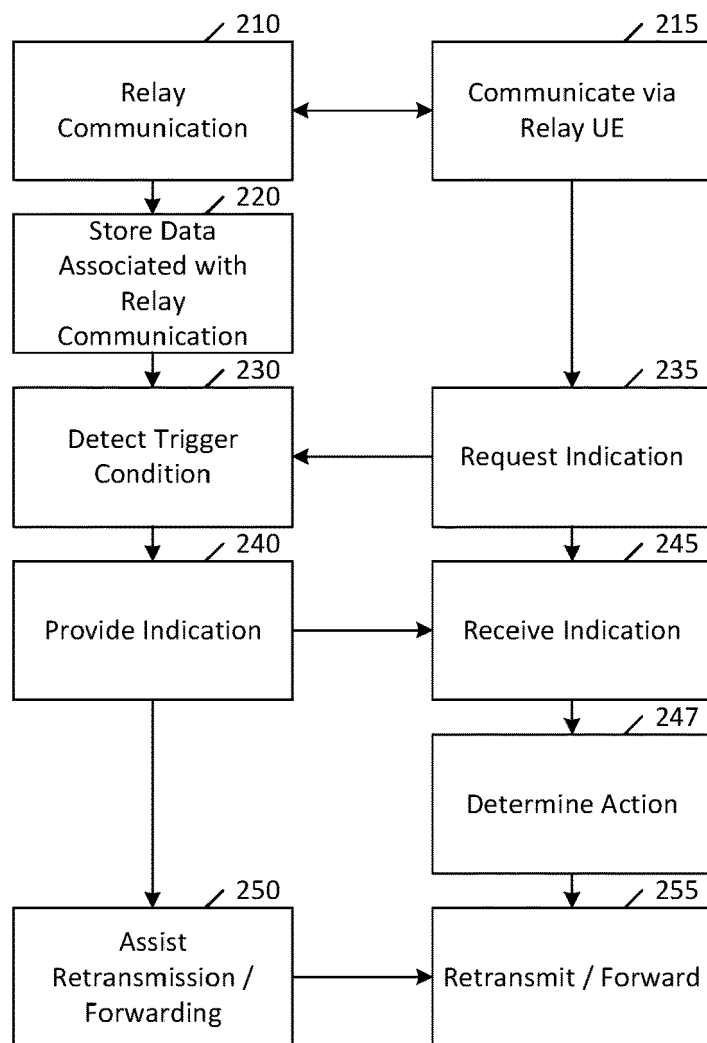 210
Relay
Communication
215
Communicate via
Relay UE
220
Store Data
Associated with
Relay
Communication
230
Detect Trigger
Condition
235
Request Indication
240
Provide Indication
245
Receive Indication
247
Determine Action
250
Assist
Retransmission /
Forwarding
255
Retransmit / Forward